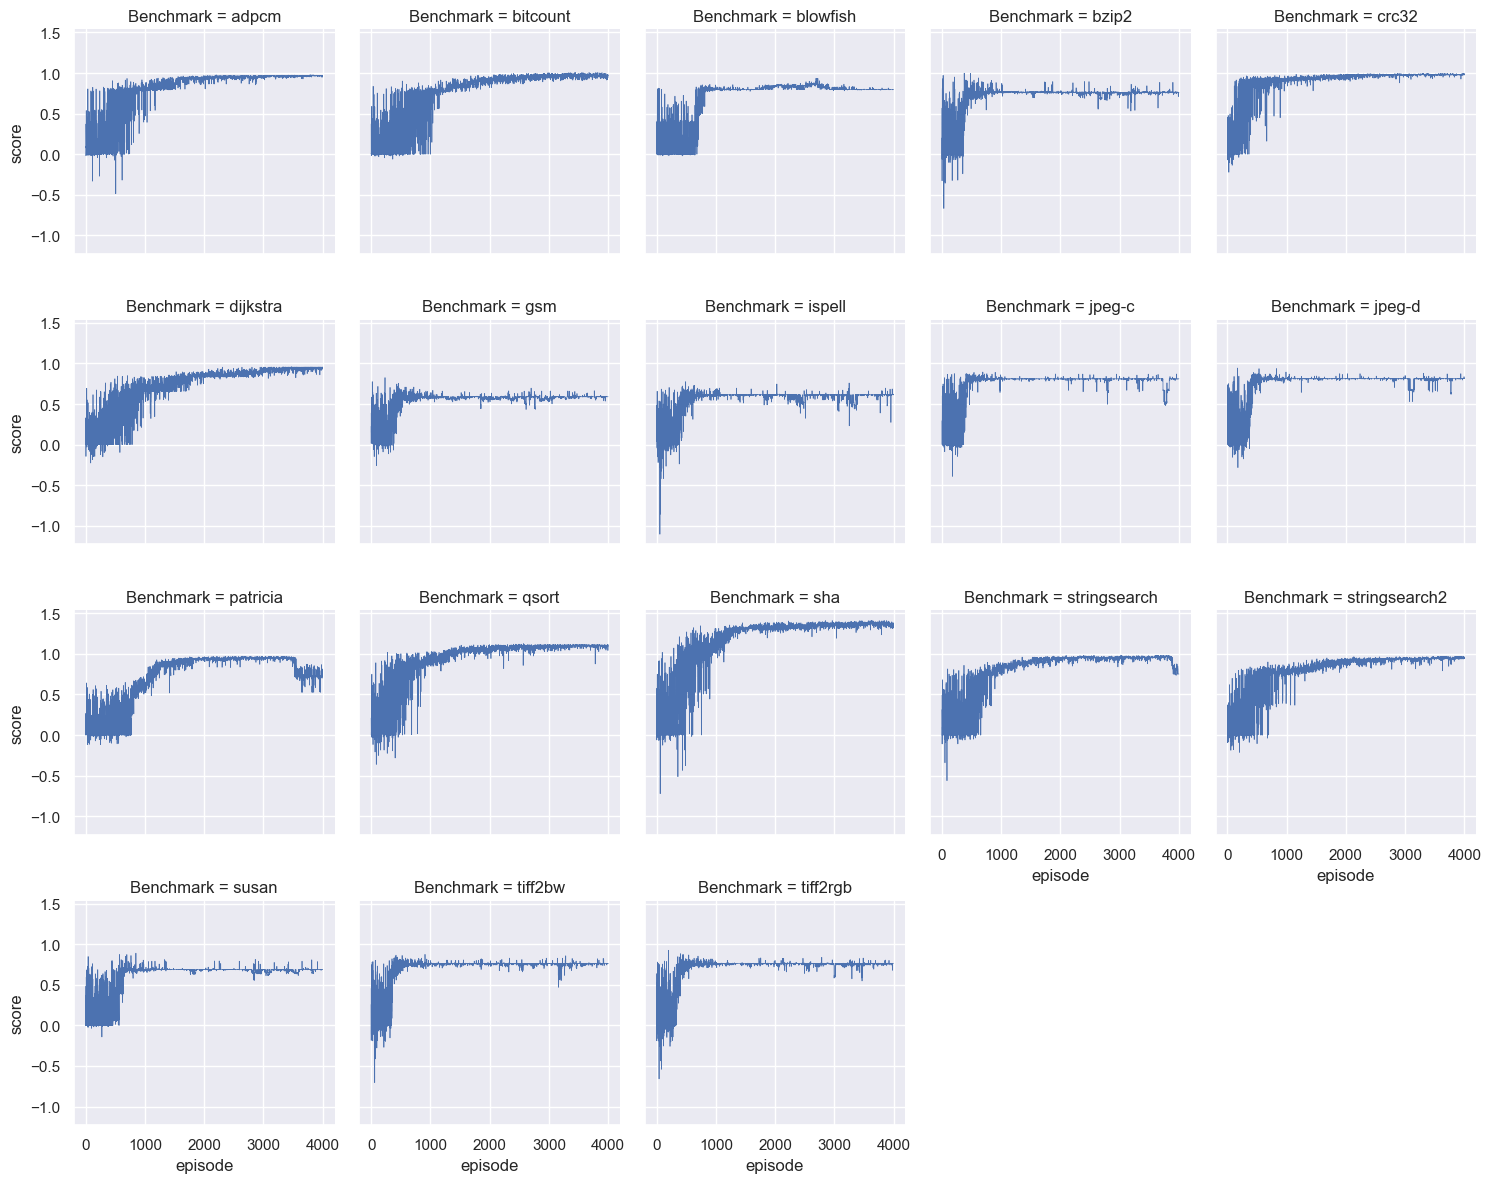 Benchmark = adpcm Benchmark = bitcount Benchmark = blowfish Benchmark = bzip2 Benchmark = crc32
1.5
1.0
0.5
0.0
−0.5
−1.0
score
Benchmark = dijkstra Benchmark = gsm Benchmark = ispell Benchmark = jpeg-c Benchmark = jpeg-d
1.5
1.0
0.5
0.0
−0.5
−1.0
score
Benchmark = patricia Benchmark = qsort Benchmark = sha Benchmark = stringsearch Benchmark = stringsearch2
1.5
1.0
0.5
0.0
−0.5
−1.0
score
0 1000 2000 3000 4000 0 1000 2000 3000 4000
episode episode
Benchmark = susan Benchmark = tiff2bw Benchmark = tiff2rgb
1.5
1.0
0.5
0.0
−0.5
−1.0
score
0 1000 2000 3000 4000 0 1000 2000 3000 4000 0 1000 2000 3000 4000
episode episode episode